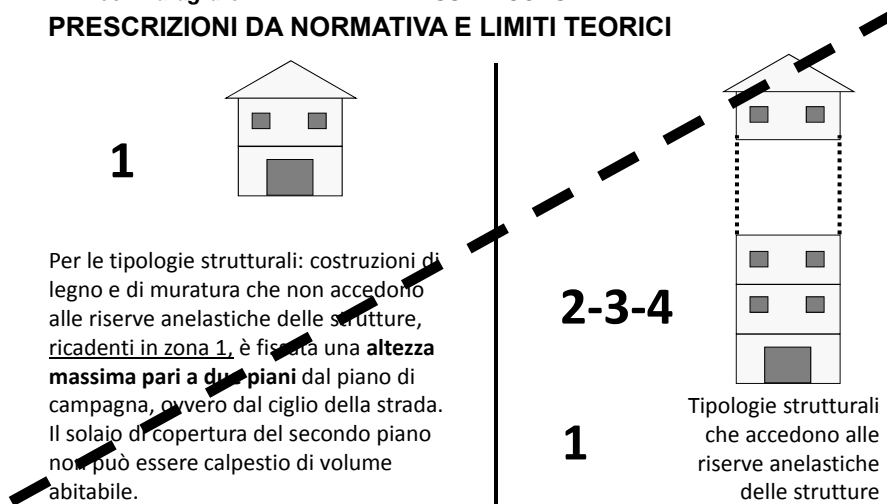 PRESCRIZIONI DA NORMATIVA E LIMITI TEORICI
1
Per le tipologie strutturali: costruzioni di
legno e di muratura che non accedono
alle riserve anelastiche delle strutture,
ricadenti in zona 1, è fissata una altezza
massima pari a due piani dal piano di
campagna, ovvero dal ciglio della strada.
Il solaio di copertura del secondo piano
non può essere calpestio di volume
abitabile.
2-3-4
1
Tipologie strutturali
che accedono alle
riserve anelastiche
delle strutture